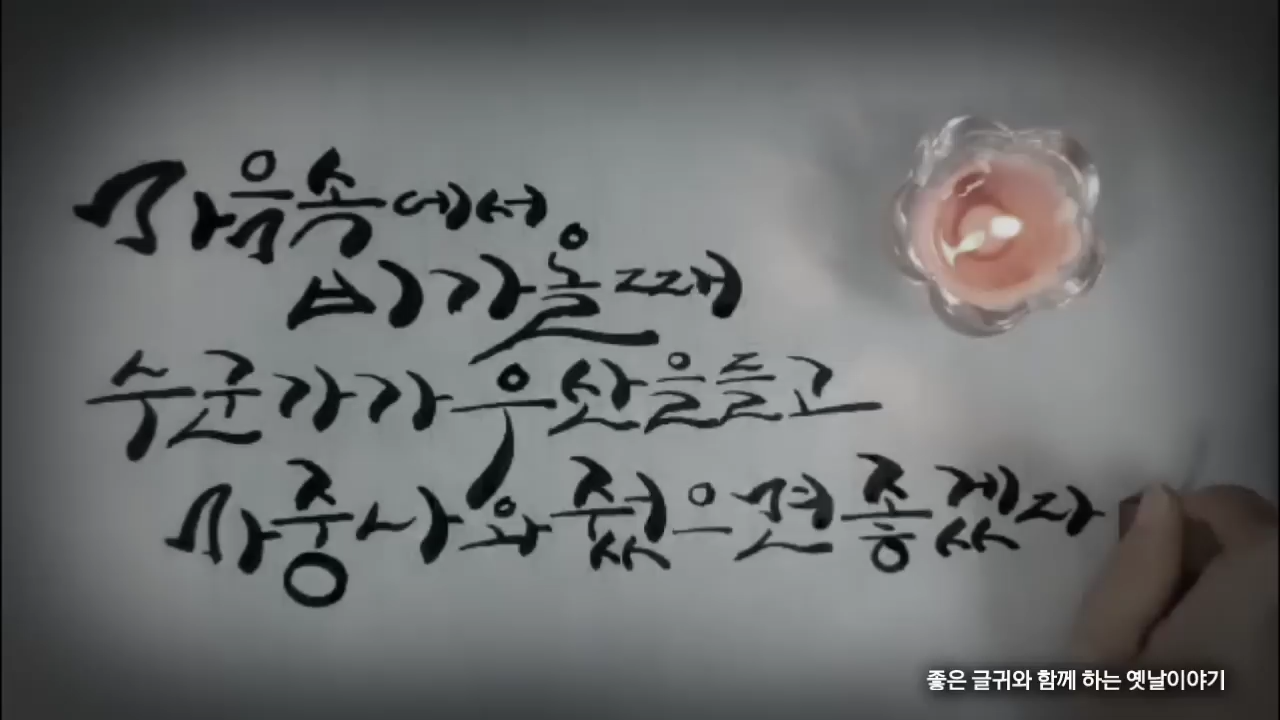 마음속에서
비가 올 때
누군가가 우산을 들고
마중 나와 줬으면 좋겠다
좋은 글귀와 함께 하는 옛날이야기